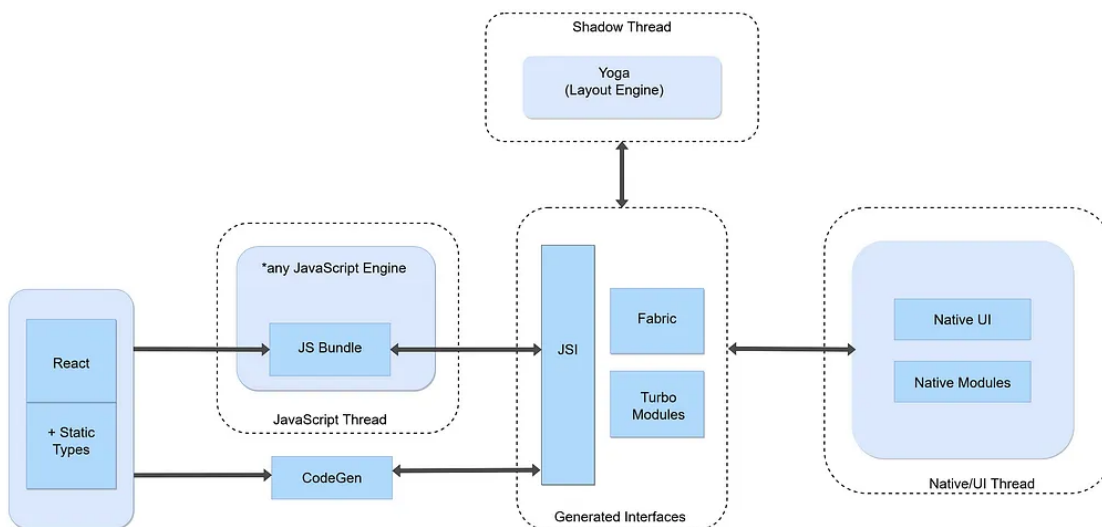 Shadow Thread
Yoga
(Layout Engine)
*any JavaScript Engine
JS Bundle
JavaScript Thread
React
+ Static
Types
CodeGen
JSI
Fabric
Turbo
Modules
Generated Interfaces
Native UI
Native Modules
Native/UI Thread